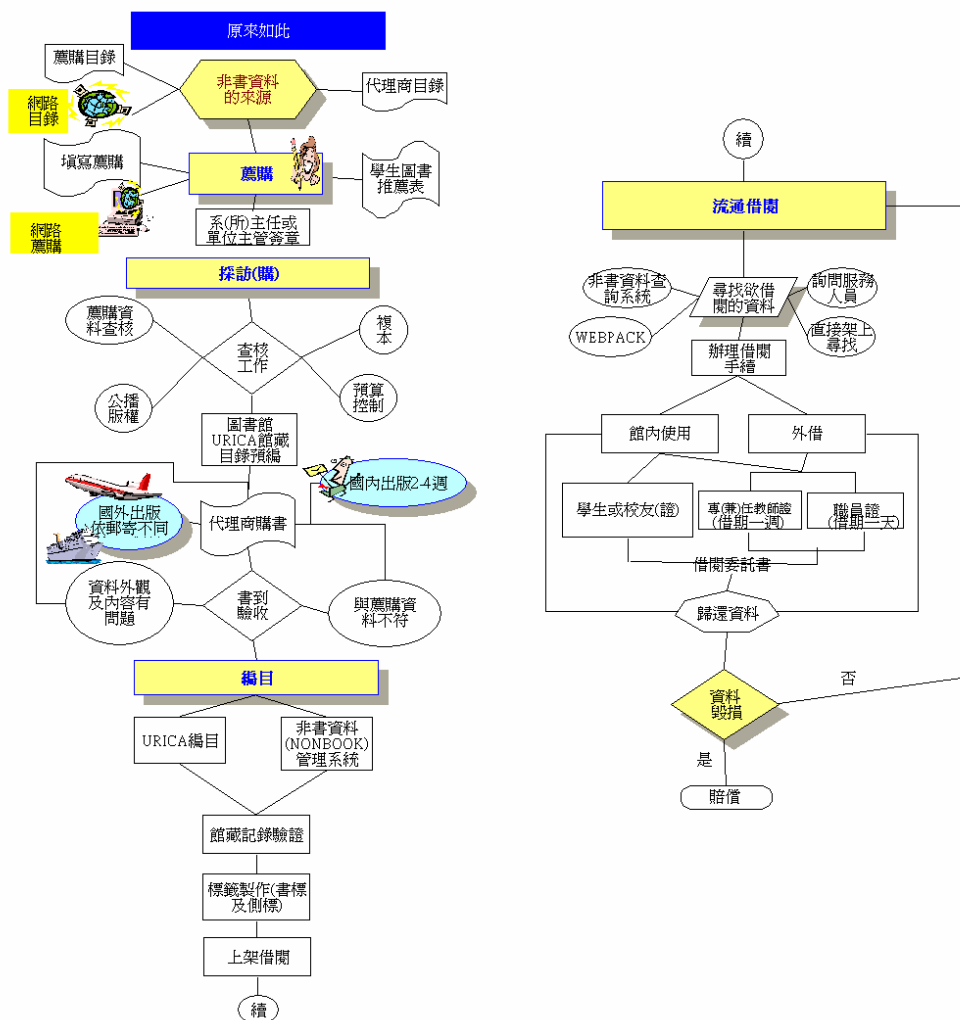 原來如此
薦購目錄
非書資料
的來源
代理商目錄
網路
目錄
填寫薦購
薦購
學生圖書
推薦表
網路
薦購
系(所)主任或
單位主管簽章
採訪(購)
薦購資
料查核
複
本
查核
工作
公播
版權
預算
控制
圖書館
URICA館藏
目錄預編
國內出版2-4週
國外出版
依郵寄不同
代理商購書
資料外觀
及內容有
問題
書到
驗收
與薦購資
料不符
編目
URICA編目
非書資料
(NONBOOK)
管理系統
館藏記錄驗證
標籤製作(書標
及側標)
上架借閱
續
續
流通借閱
非書資料查
詢系統
尋找欲借
閱的資料
詢問服務
人員
WEBPACK
直接架上
尋找
辦理借閱
手續
館內使用
外借
學生或校友(證)
專(兼)任教師證
(借期一週)
職員證
(借期一天)
借閱委託書
歸還資料
資料
毀損
否
是
賠償